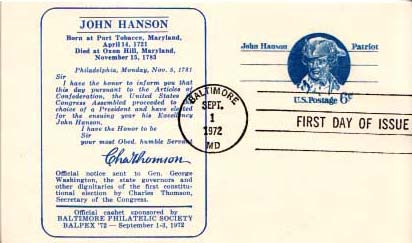 JOHN HANSON
Born at Port Tobacco, Maryland,
April 14, 1721
Died at Oxon Hill, Maryland,
November 15, 1783
Philadelphia, Monday, Nov. 5, 1781
Sir
I have the honor to inform you that
this day pursuant to the Articles of
Confederation, the United States in
Congress Assembled proceeded to
choice of a President and have elected
for the ensuing year his Excellency
John Hanson.
I have the Honor to be
Sir
your most Obed. humble Servant
Cha Thomson
Official notice sent to Gen. George
Washington, the state governors and
other dignitaries of the first constitu-
tional election by Charles Thomson,
Secretary of the Congress.
Official cachet sponsored by
BALTIMORE PHILATELIC SOCIETY
BALPEX '72 — September 1-3, 1972
BALTIMORE
SEPT.
1
1972
MD
John Hanson Patriot
U.S. Postage 6¢
FIRST DAY OF ISSUE